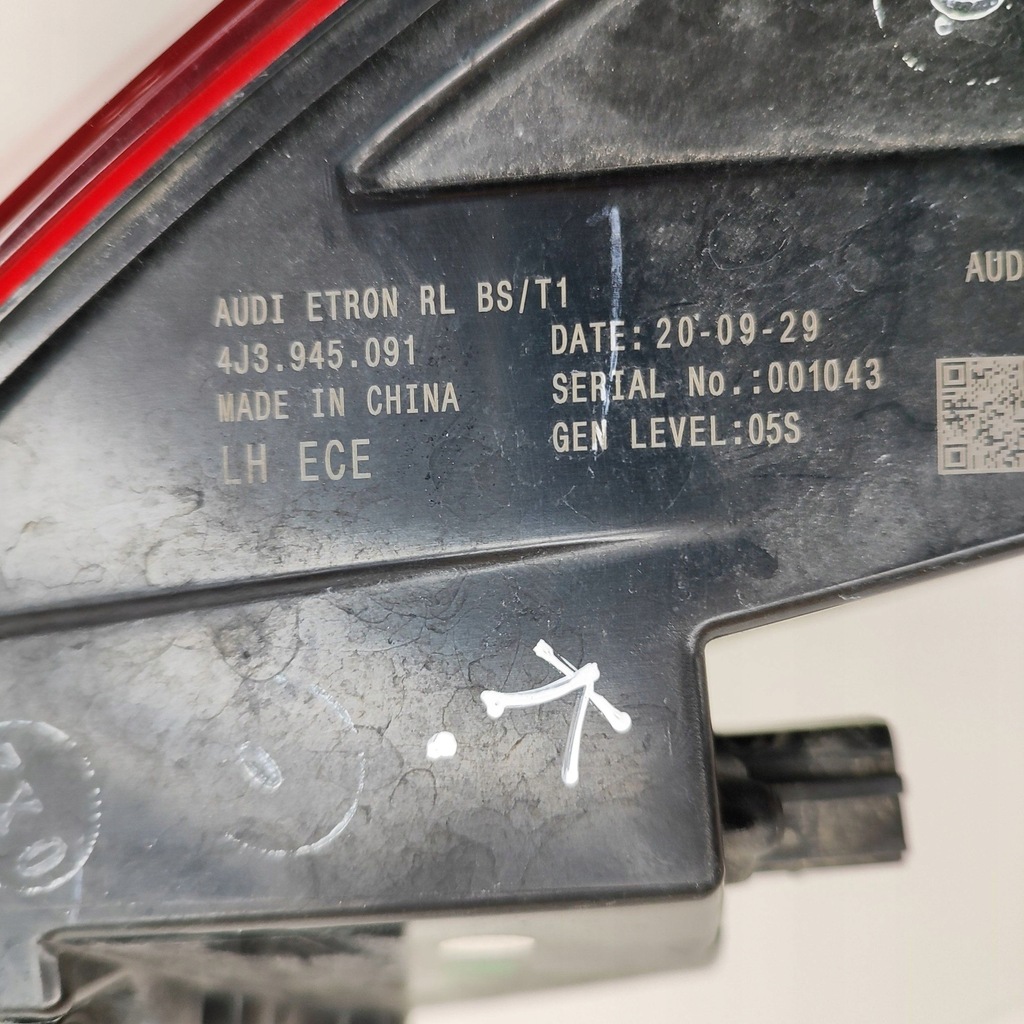 AUDI ETRON RL BS/T1
4J3.945.091
MADE IN CHINA
LH ECE
DATE:20-09-29
SERIAL No.:001043
GEN LEVEL:05S
AUD